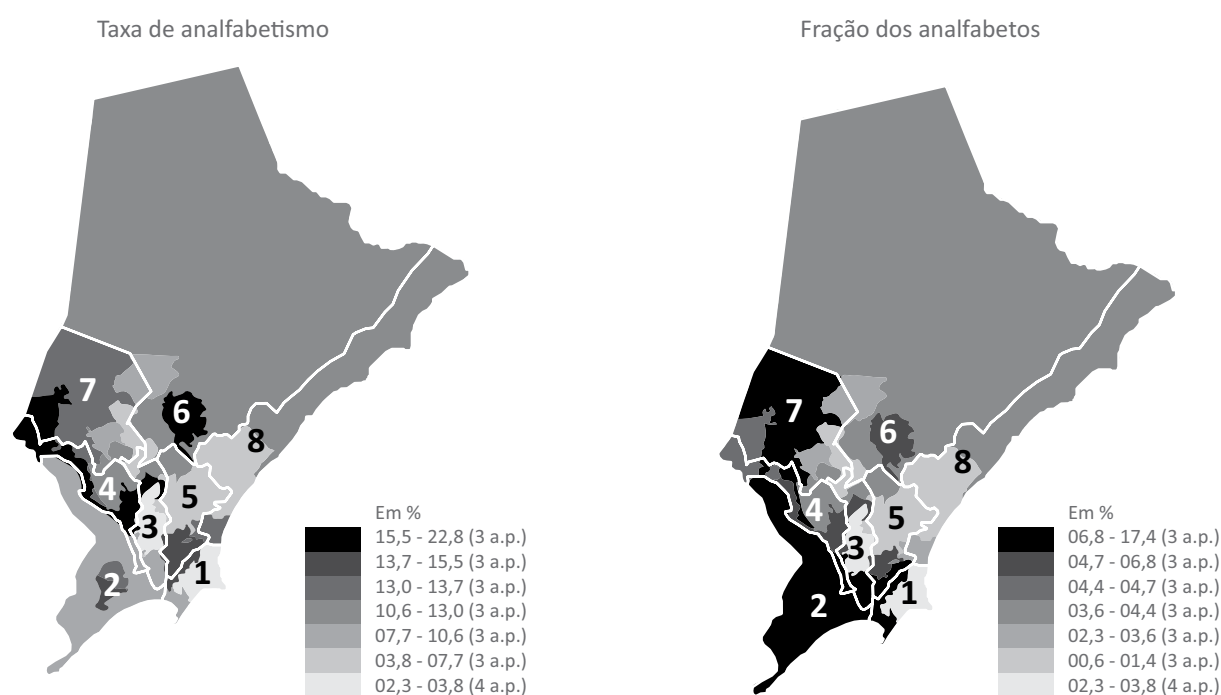 Taxa de analfabetismo
7
6
8
4
5
3
2
1
Em %
15,5 - 22,8 (3 a.p.)
13,7 - 15,5 (3 a.p.)
13,0 - 13,7 (3 a.p.)
10,6 - 13,0 (3 a.p.)
07,7 - 10,6 (3 a.p.)
03,8 - 07,7 (3 a.p.)
02,3 - 03,8 (4 a.p.)
Fração dos analfabetos
7
6
8
4
5
3
2
1
Em %
06,8 - 17,4 (3 a.p.)
04,7 - 06,8 (3 a.p.)
04,4 - 04,7 (3 a.p.)
03,6 - 04,4 (3 a.p.)
02,3 - 03,6 (3 a.p.)
00,6 - 01,4 (3 a.p.)
02,3 - 03,8 (4 a.p.)